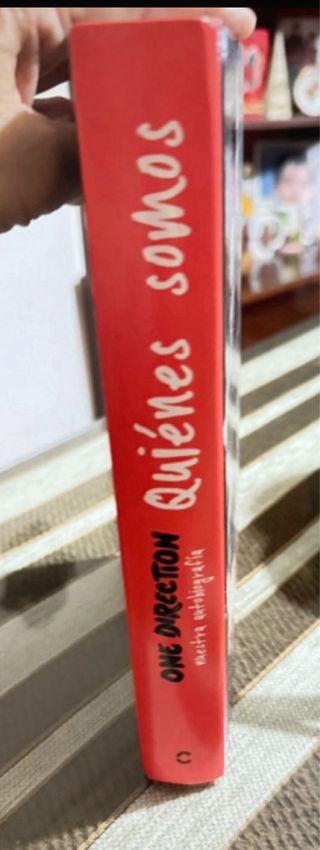 Quiénes somos
ONE DIRECTION
nuestra autobiografía